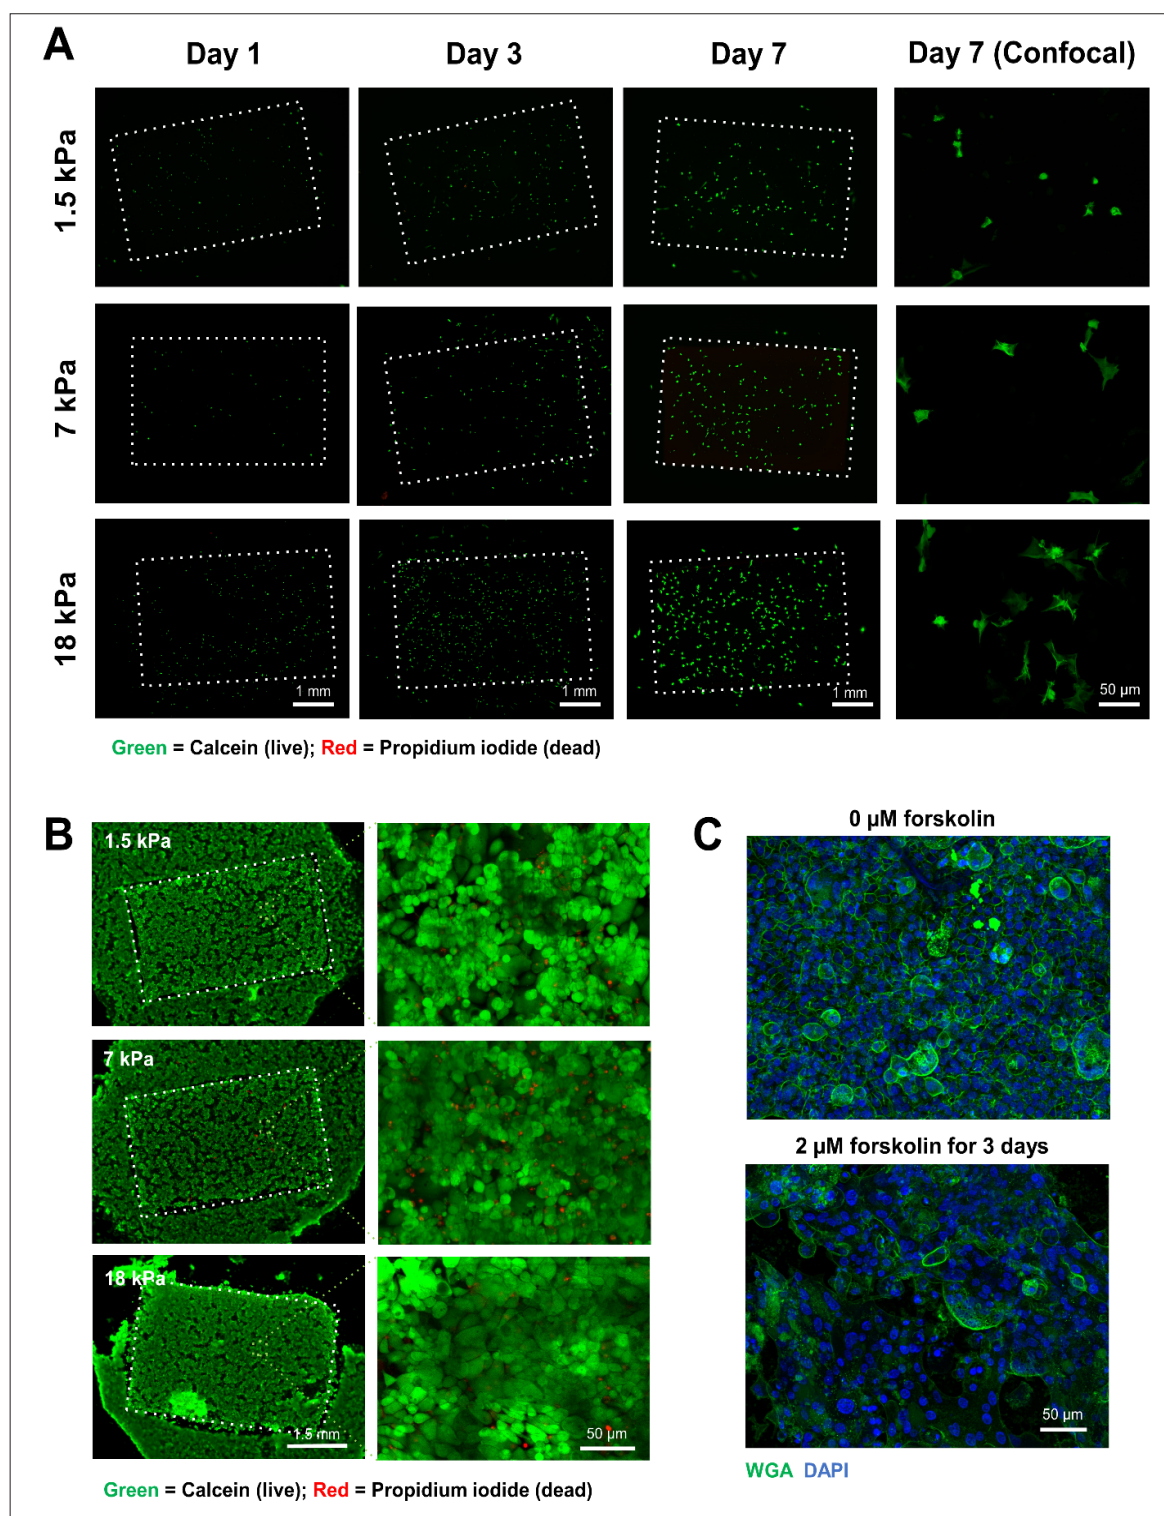 A
Day 1
Day 3
Day 7
Day 7 (Confocal)
1.5 kPa
7 kPa
18 kPa
1 mm
1 mm
1 mm
50 µm
Green = Calcein (live); Red = Propidium iodide (dead)
B
1.5 kPa
7 kPa
18 kPa
1.5 mm
50 µm
Green = Calcein (live); Red = Propidium iodide (dead)
C
0 µM forskolin
2 µM forskolin for 3 days
50 µm
WGA DAPI